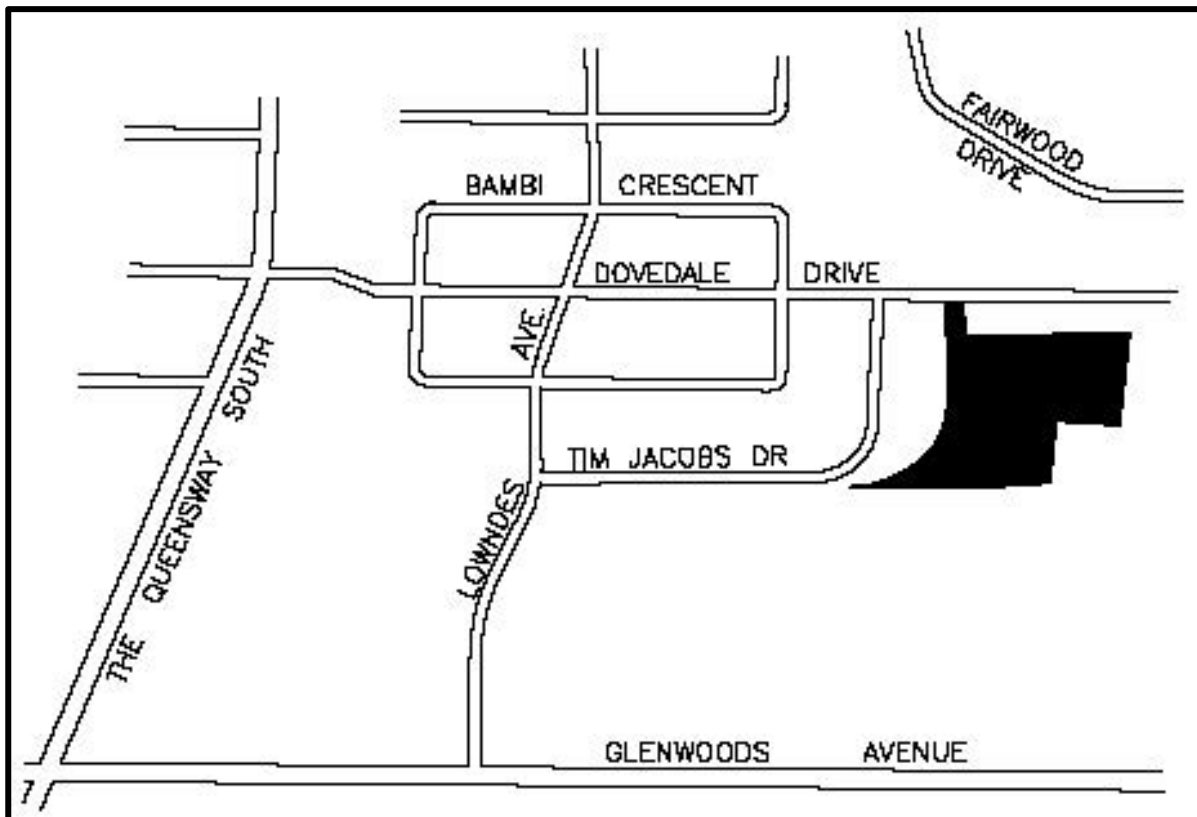 FAIRWOOD
DRIVE
BAMBI CRESCENT
DOVEDALE DRIVE
AVE.
THE QUEENSWAY SOUTH
TIM JACOBS DR
LOWNDES
GLENWOODS AVENUE
7